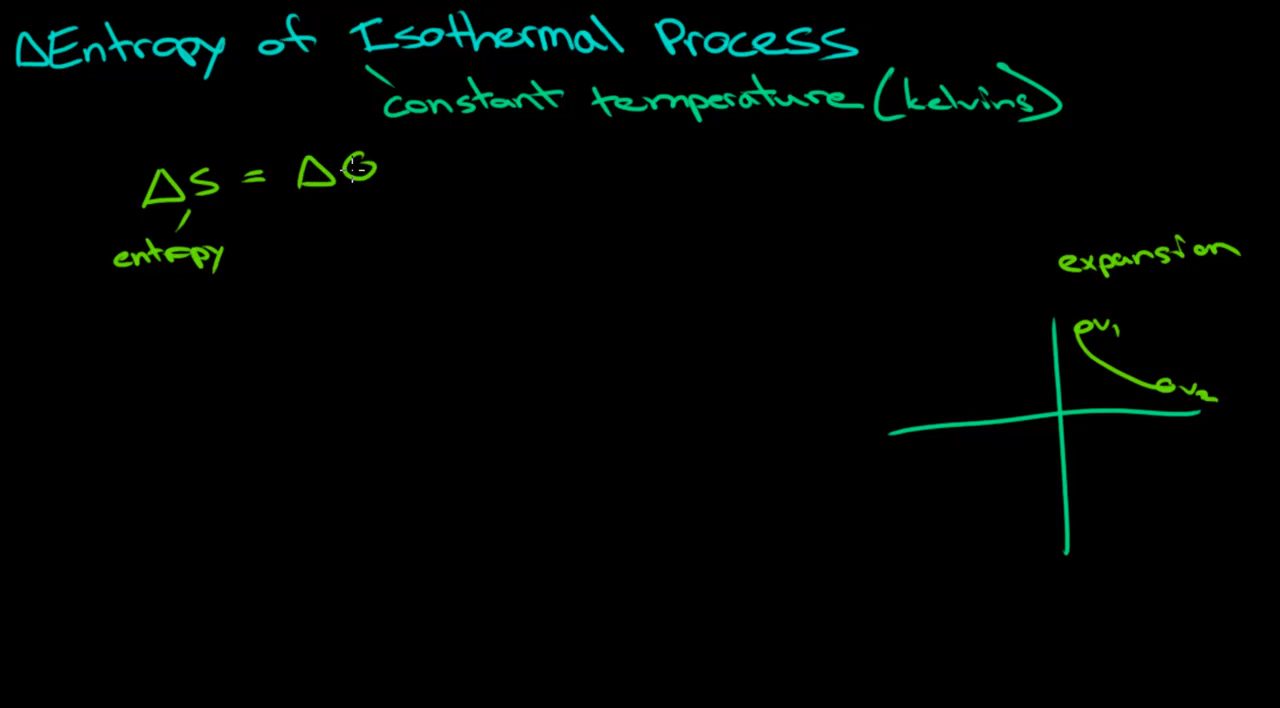 ΔEntropy of Isothermal Process
constant temperature (kelvins)
ΔS = ΔG
entropy
expansion
V₁
V₂